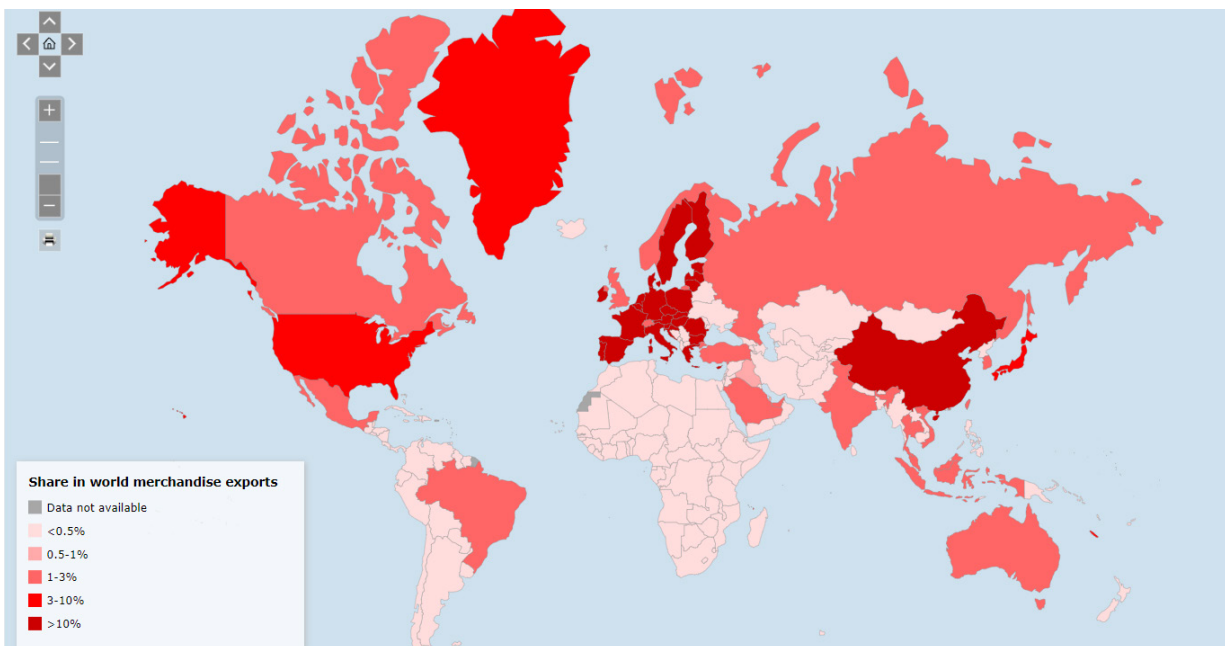 Share in world merchandise exports
Data not available
<0.5%
0.5-1%
1-3%
3-10%
>10%